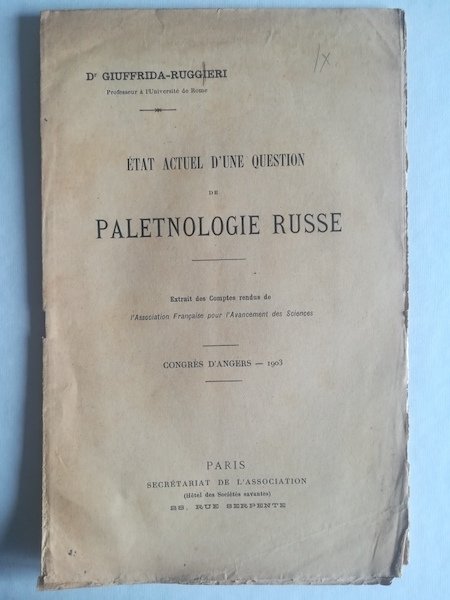 Dr GIUFFRIDA-RUGGIERI
Professeur à l'Université de Rome
ÉTAT ACTUEL D'UNE QUESTION
DE
PALETNOLOGIE RUSSE
Extrait des Comptes rendus de
l'Association Française pour l'Avancement des Sciences
CONGRÈS D'ANGERS — 1903
PARIS
SECRÉTARIAT DE L'ASSOCIATION
(Hôtel des Sociétés savantes)
28, RUE SERPENTE